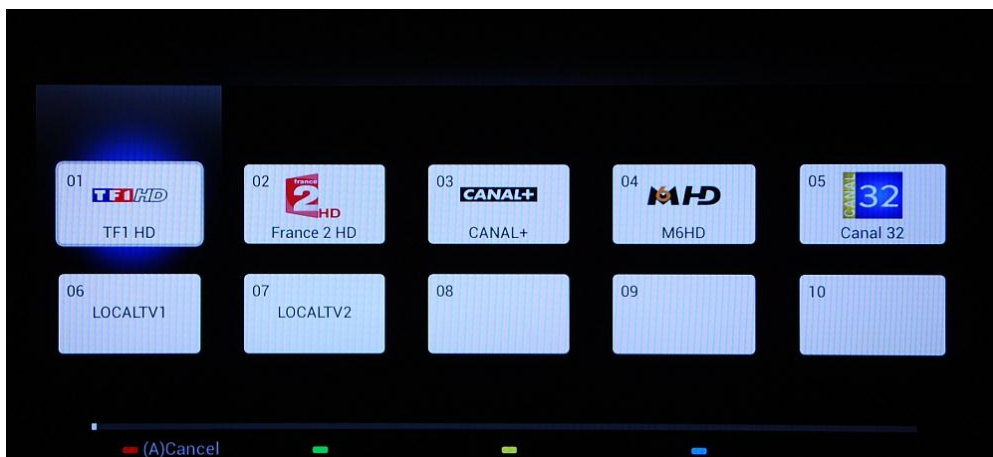 01
TF1 HD
TF1 HD
02
france
2
HD
France 2 HD
03
CANAL+
CANAL+
04
M6 HD
M6HD
05
CANAL 32
Canal 32
06
LOCALTV1
07
LOCALTV2
08
09
10
(A)Cancel